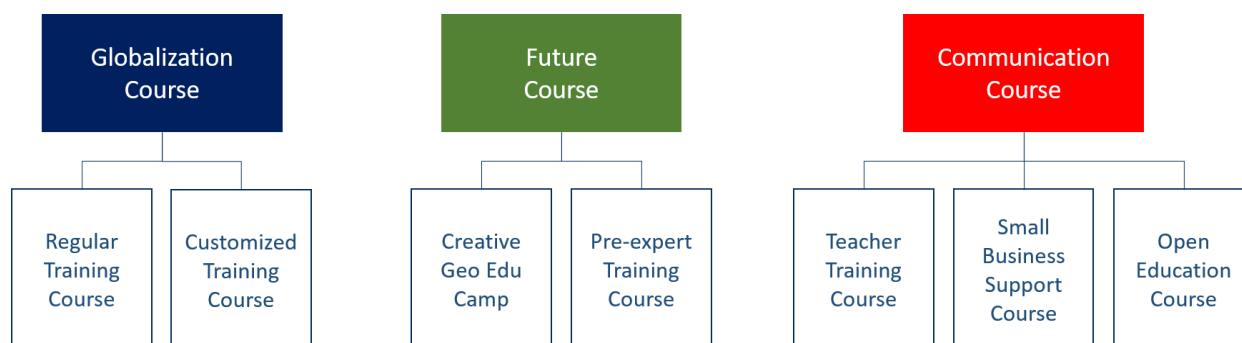 Globalization
Course
Future
Course
Communication
Course
Regular
Training
Course
Customized
Training
Course
Creative
Geo Edu
Camp
Pre-expert
Training
Course
Teacher
Training
Course
Small
Business
Support
Course
Open
Education
Course